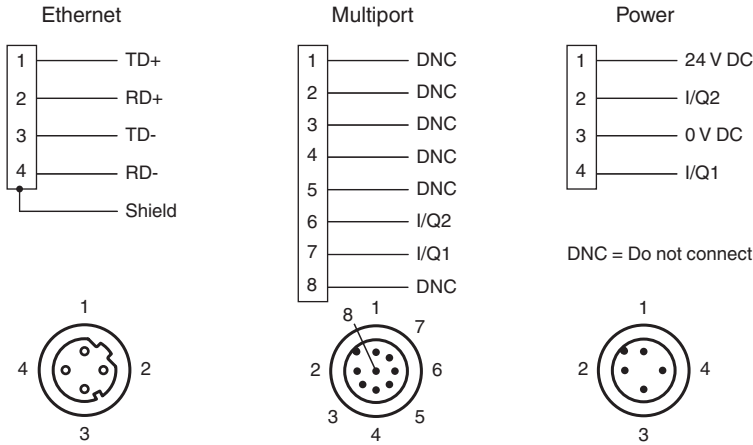 Ethernet
1 TD+
2 RD+
3 TD-
4 RD-
Shield
Multiport
1 DNC
2 DNC
3 DNC
4 DNC
5 DNC
6 I/Q2
7 I/Q1
8 DNC
Power
1 24 V DC
2 I/Q2
3 0 V DC
4 I/Q1
DNC = Do not connect
1
4 2
3
8 1 7
2 6
3 5
4
1
2 4
3